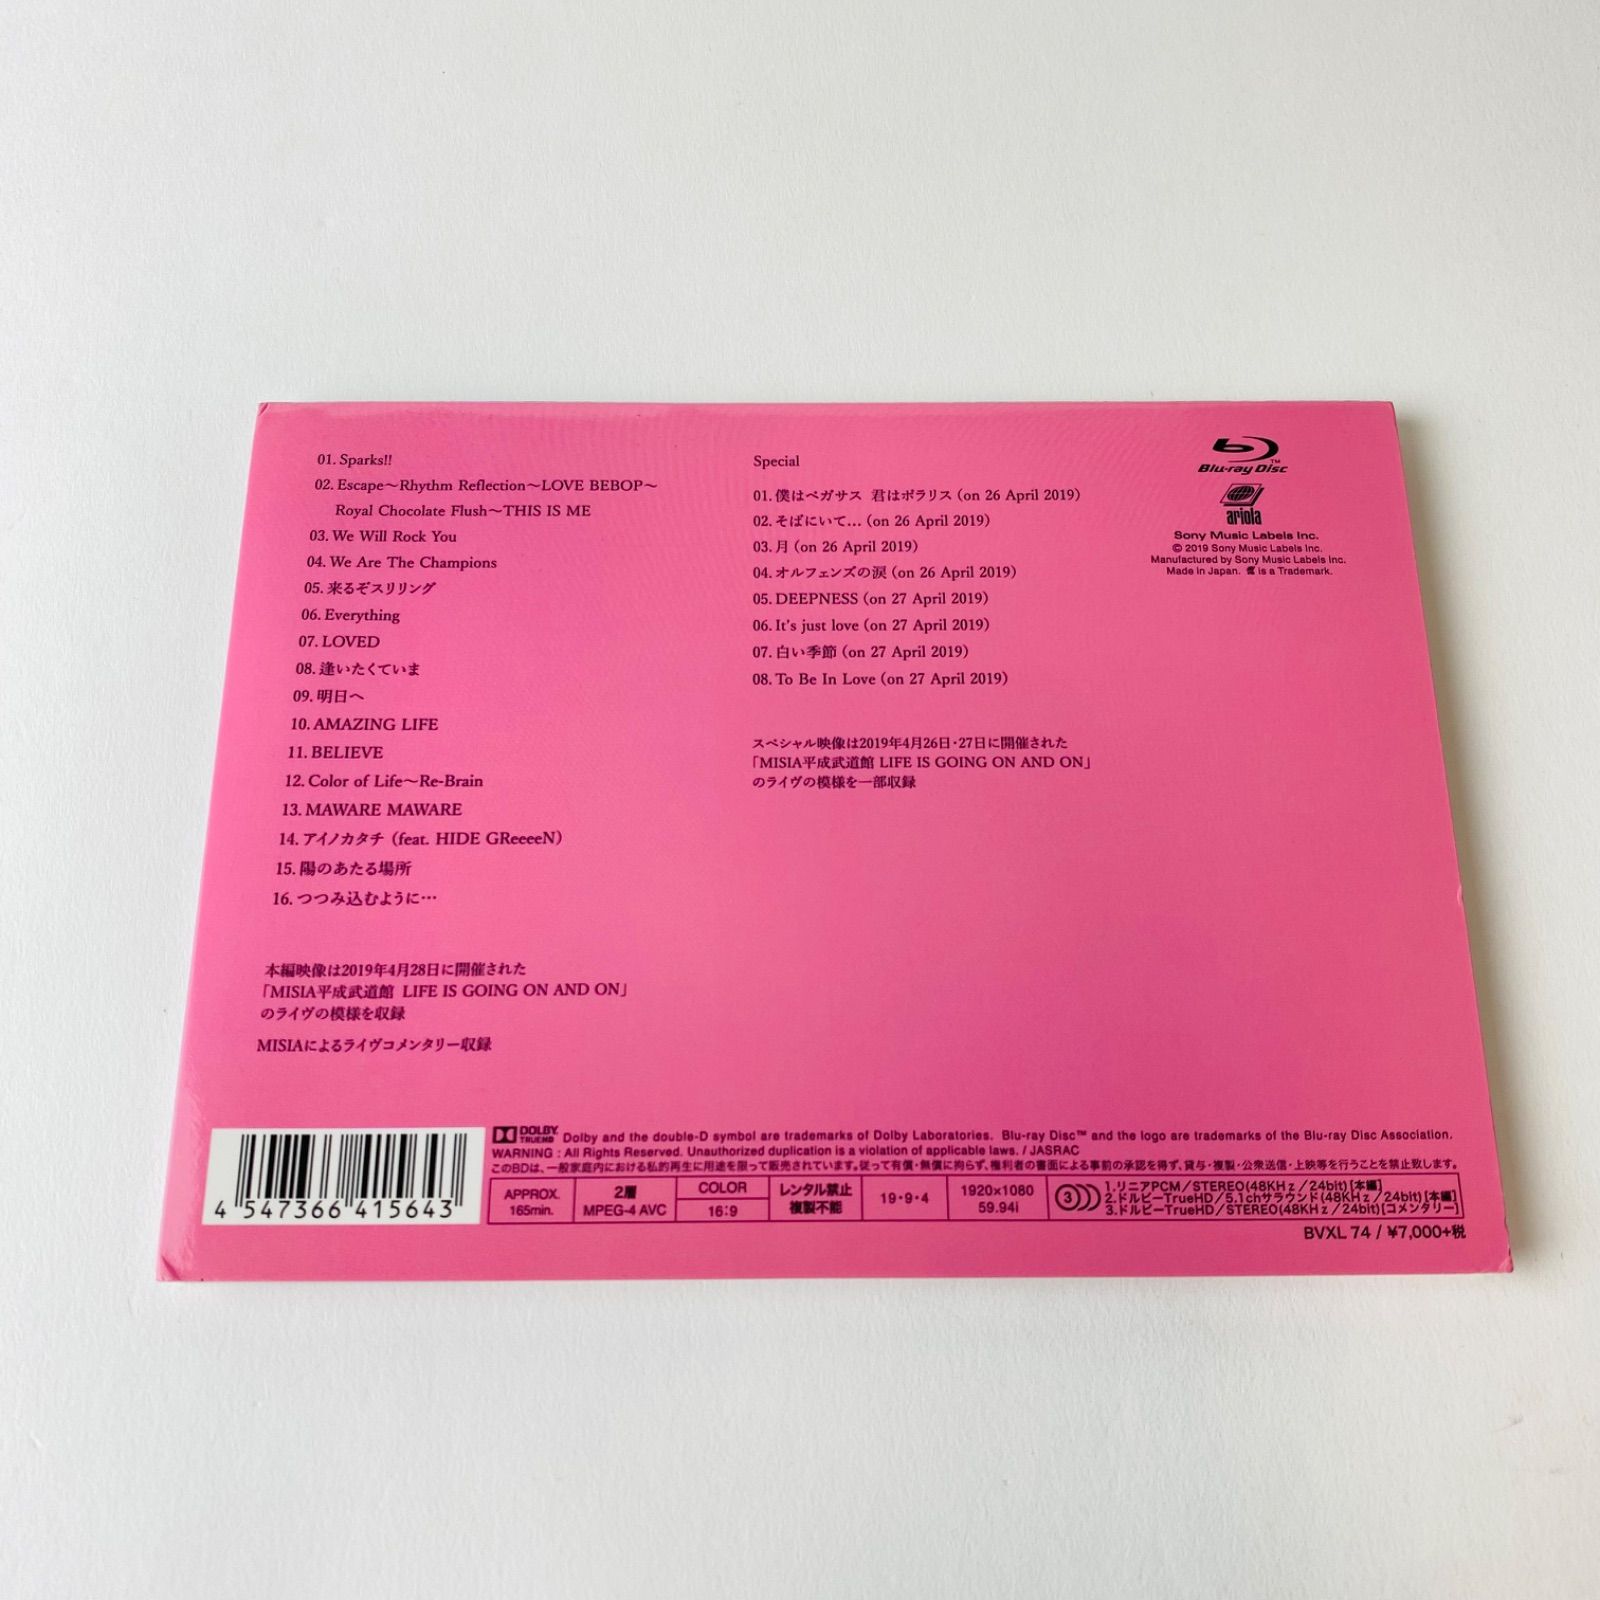 01. Sparks!!
02. Escape～Rhythm Reflection～LOVE BEBOP～
Royal Chocolate Flush～THIS IS ME
03. We Will Rock You
04. We Are The Champions
05. 来るぞスリリング
06. Everything
07. LOVED
08. 逢いたくていま
09. 明日へ
10. AMAZING LIFE
11. BELIEVE
12. Color of Life～Re-Brain
13. MAWARE MAWARE
14. アイノカタチ (feat. HIDE GReeeeN)
15. 陽のあたる場所
16. つつみ込むように…
本編映像は2019年4月28日に開催された
「MISIA平成武道館 LIFE IS GOING ON AND ON」
のライヴの模様を収録
MISIAによるライヴコメンタリー収録
Special
01. 僕はペガサス 君はポラリス (on 26 April 2019)
02. そばにいて... (on 26 April 2019)
03. 月 (on 26 April 2019)
04. オルフェンズの涙 (on 26 April 2019)
05. DEEPNESS (on 27 April 2019)
06. It's just love (on 27 April 2019)
07. 白い季節 (on 27 April 2019)
08. To Be In Love (on 27 April 2019)
スペシャル映像は2019年4月26日・27日に開催された
「MISIA平成武道館 LIFE IS GOING ON AND ON」
のライヴの模様を一部収録
Blu-ray Disc™
ariola
Sony Music Labels Inc.
© 2019 Sony Music Labels Inc.
Manufactured by Sony Music Labels Inc.
Made in Japan. is a Trademark.
4 547366 415643
DOLBY TRUEHD Dolby and the double-D symbol are trademarks of Dolby Laboratories. Blu-ray Disc™ and the logo are trademarks of the Blu-ray Disc Association.
WARNING : All Rights Reserved. Unauthorized duplication is a violation of applicable laws. / JASRAC
このBDは、一般家庭内における私的再生に用途を限って販売されています。従って有償・無償に拘らず、権利者の書面による事前の承認を得ず、貸与・複製・公衆送信・上映等を行うことを禁止致します。
APPROX. 165min.
2層 MPEG-4 AVC
COLOR 16:9
レンタル禁止 複製不能
19・9・4
1920×1080 59.94i
3
1.リニアPCM／STEREO(48KHz／24bit)[本編]
2.ドルビーTrueHD／5.1chサラウンド(48KHz／24bit)[本編]
3.ドルビーTrueHD／STEREO(48KHz／24bit)[コメンタリー]
BVXL 74 / ¥7,000+税